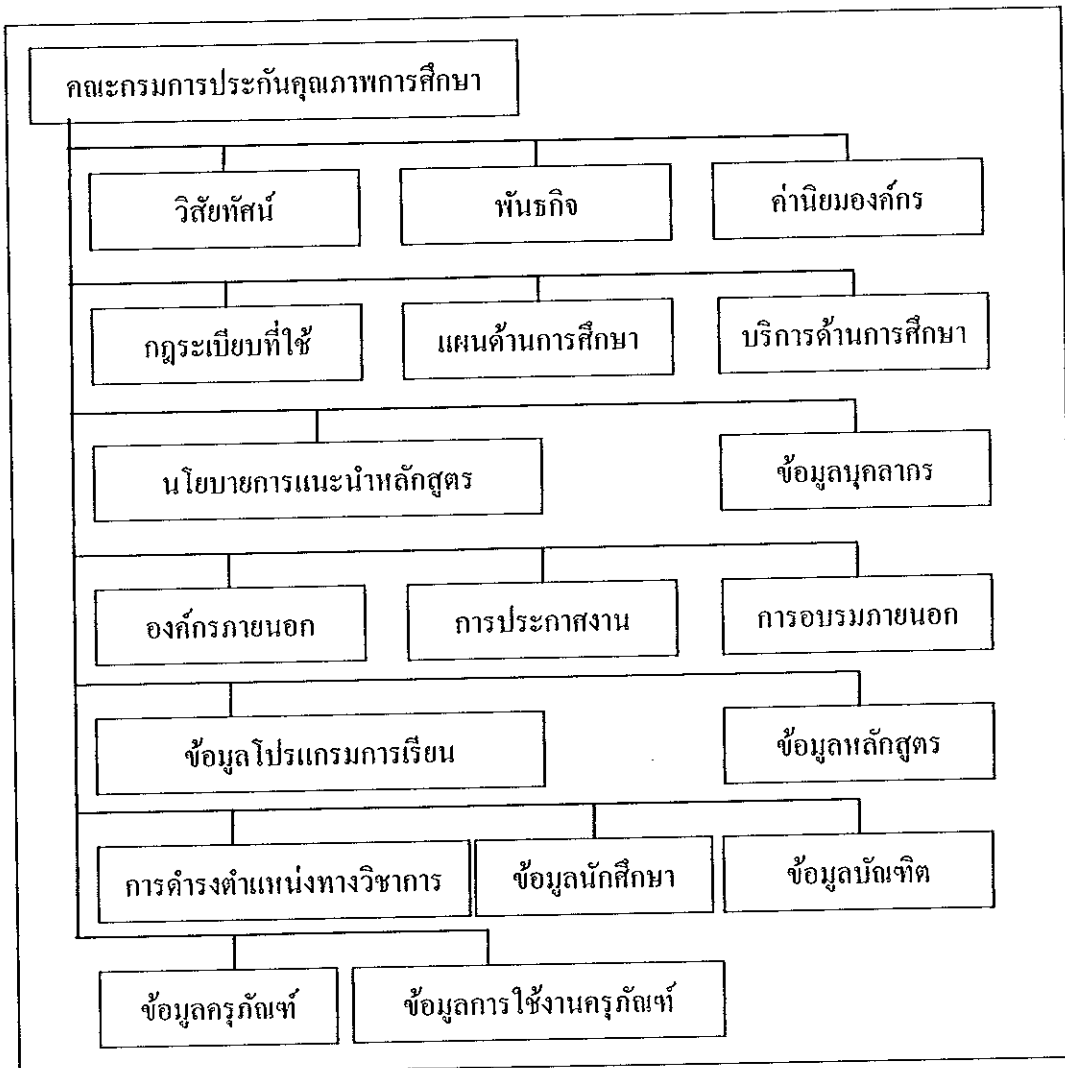 คณะกรมการประกันคุณภาพการศึกษา
วิสัยทัศน์
พันธกิจ
ค่านิยมองค์กร
กฎระเบียบที่ใช้
แผนด้านการศึกษา
บริการด้านการศึกษา
นโยบายการแนะนำหลักสูตร
ข้อมูลบุคลากร
องค์กรภายนอก
การประกาศงาน
การอบรมภายนอก
ข้อมูลโปรแกรมการเรียน
ข้อมูลหลักสูตร
การดำรงตำแหน่งทางวิชาการ
ข้อมูลนักศึกษา
ข้อมูลบัณฑิต
ข้อมูลครุภัณฑ์
ข้อมูลการใช้งานครุภัณฑ์